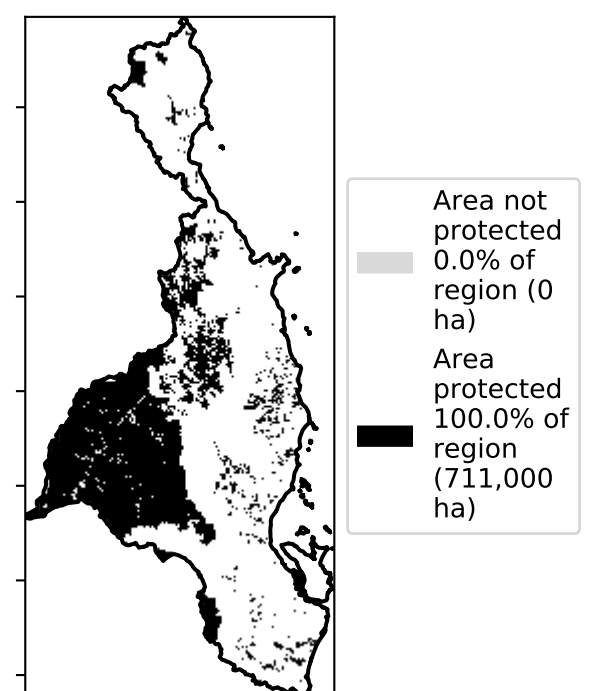 Area not
protected
0.0% of
region (0
ha)
Area
protected
100.0% of
region
(711,000
ha)